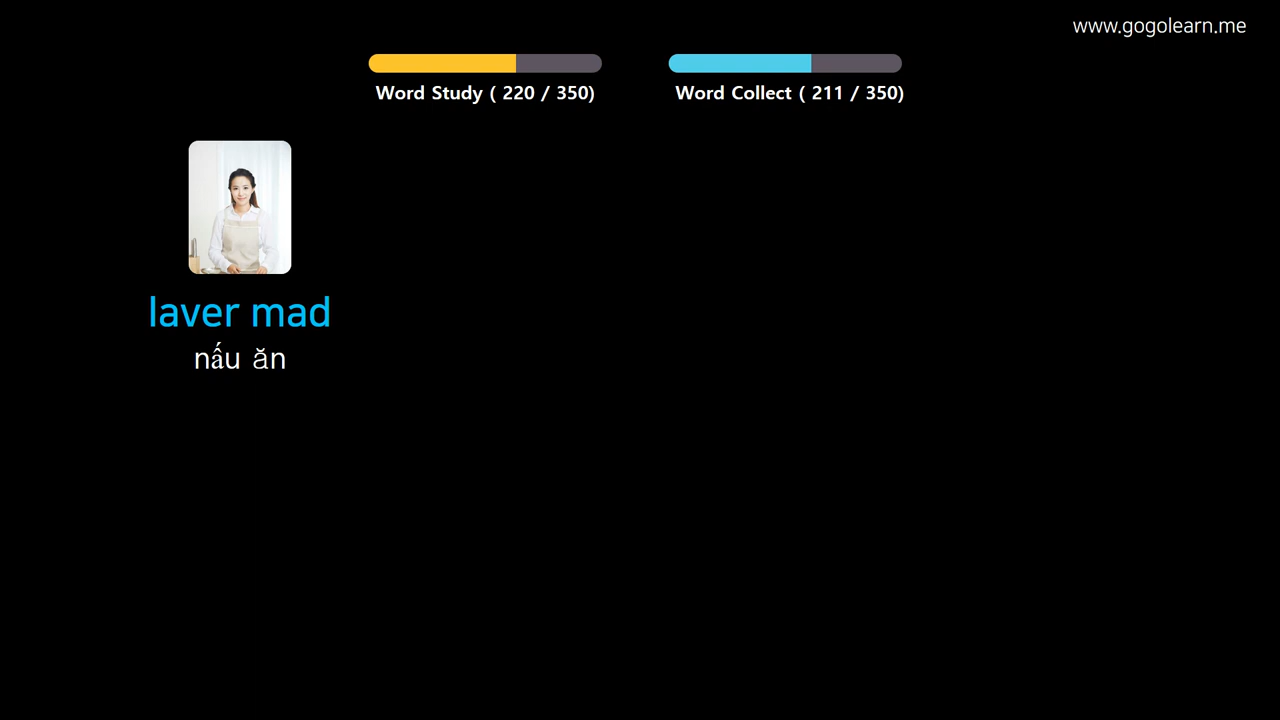 www.gogolearn.me
Word Study ( 220 / 350)
Word Collect ( 211 / 350)
laver mad
nấu ăn